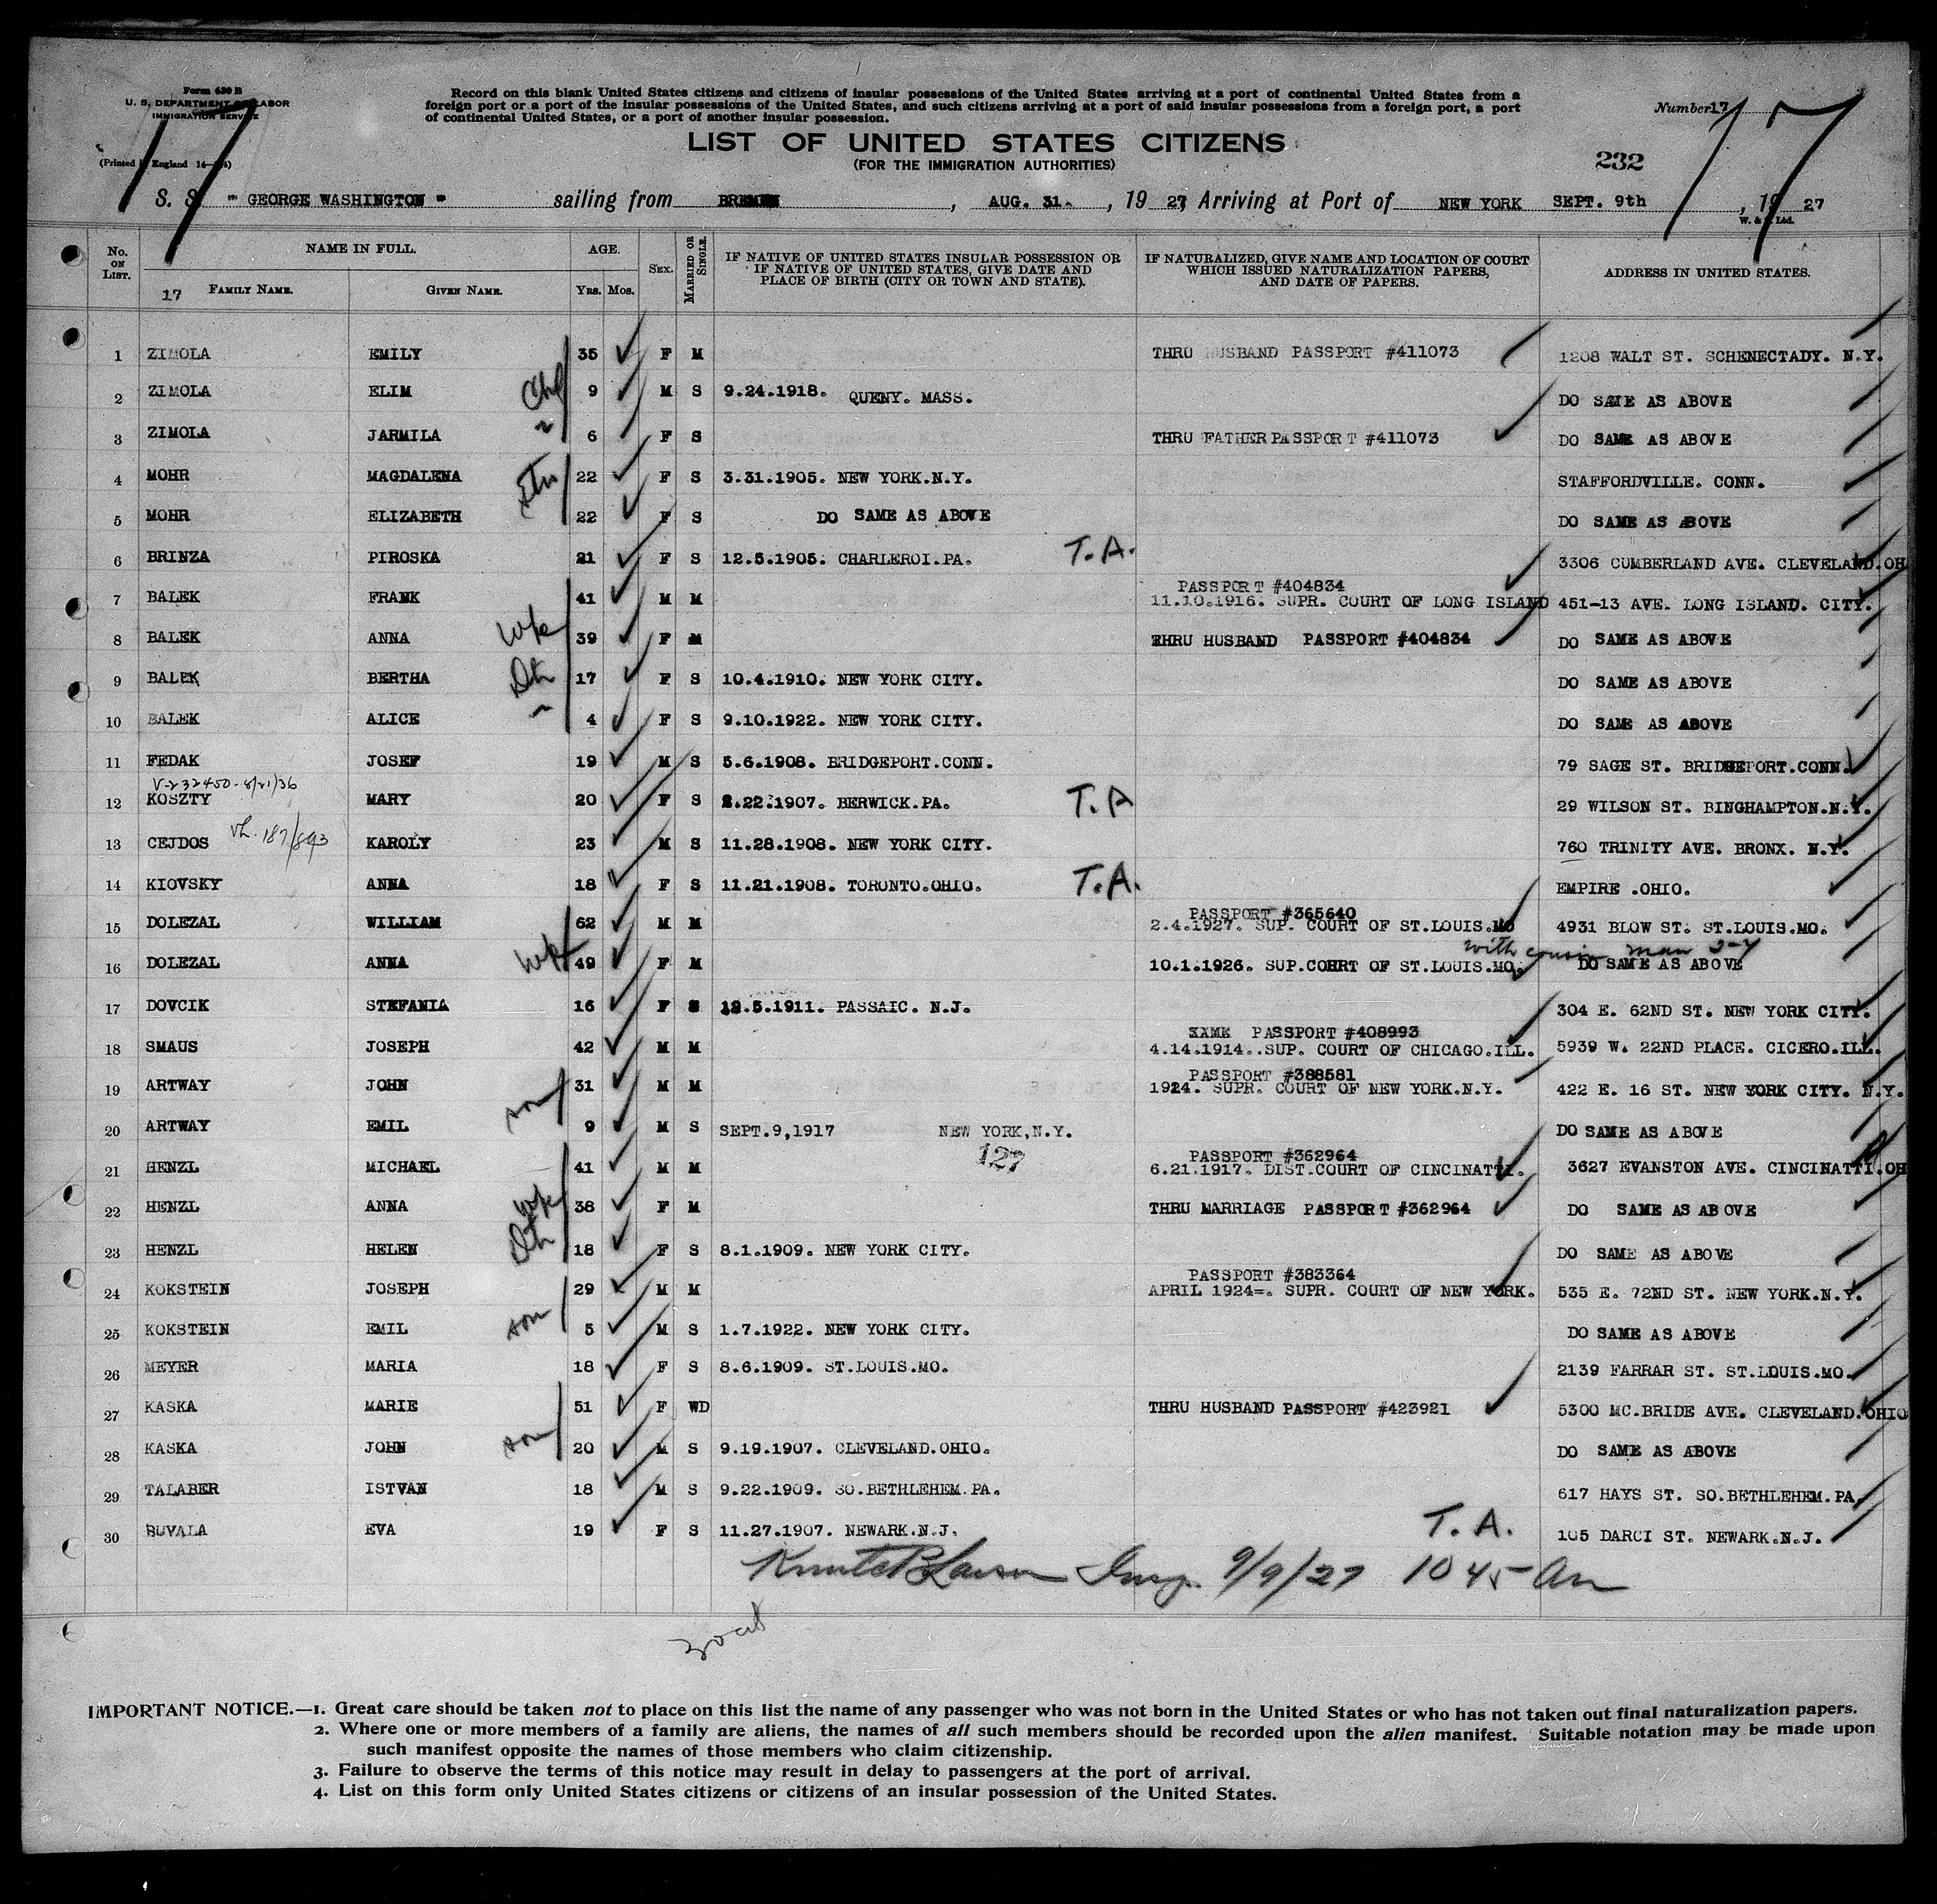 Form 630 B
U. S. DEPARTMENT OF LABOR
IMMIGRATION SERVICE
(Printed in England 14—)
Record on this blank United States citizens and citizens of insular possessions of the United States arriving at a port of continental United States from a
foreign port or a port of the insular possessions of the United States, and such citizens arriving at a port of said insular possessions from a foreign port, a port
of continental United States, or a port of another insular possession.
Number 17
17 17
LIST OF UNITED STATES CITIZENS
(FOR THE IMMIGRATION AUTHORITIES)
232
S. S. " GEORGE WASHINGTON " sailing from BREMEN, AUG. 31., 1927, Arriving at Port of NEW YORK SEPT. 9th, 1927
W. & S. Ltd.
No. ON LIST. NAME IN FULL. AGE. SEX. MARRIED OR SINGLE. IF NATIVE OF UNITED STATES INSULAR POSSESSION OR IF NATIVE OF UNITED STATES, GIVE DATE AND PLACE OF BIRTH (CITY OR TOWN AND STATE). IF NATURALIZED, GIVE NAME AND LOCATION OF COURT WHICH ISSUED NATURALIZATION PAPERS, AND DATE OF PAPERS. ADDRESS IN UNITED STATES.
17 FAMILY NAME. GIVEN NAME. YRS. MOS.
1 ZIMOLA EMILY 35 F M THRU HUSBAND PASSPORT #411073 1208 WALT ST. SCHENECTADY. N.Y.
2 ZIMOLA ELIM Chd 9 M S 9.24.1918. QUENY. MASS. DO SAME AS ABOVE
3 ZIMOLA JARMILA " 6 F S THRU FATHER PASSPORT #411073 DO SAME AS ABOVE
4 MOHR MAGDALENA 22 F S 3.31.1905. NEW YORK.N.Y. STAFFORDVILLE. CONN.
5 MOHR ELIZABETH 22 F S DO SAME AS ABOVE DO SAME AS ABOVE
6 BRINZA PIROSKA 21 F S 12.5.1905. CHARLEROI.PA. T.A. 3306 CUMBERLAND AVE. CLEVELAND.OH
PASSPORT #404834
7 BALEK FRANK 41 M M 11.10.1916. SUPR. COURT OF LONG ISLAND 451-13 AVE. LONG ISLAND. CITY.
8 BALEK ANNA wfe 39 F M THRU HUSBAND PASSPORT #404834 DO SAME AS ABOVE
9 BALEK BERTHA Dtr 17 F S 10.4.1910. NEW YORK CITY. DO SAME AS ABOVE
10 BALEK ALICE " 4 F S 9.10.1922. NEW YORK CITY. DO SAME AS ABOVE
11 FEDAK JOSEF 19 M S 5.6.1908. BRIDGEPORT.CONN. 79 SAGE ST. BRIDGEPORT.CONN.
V-232450-8/21/36
12 KOSZTY MARY 20 F S 2.22.1907. BERWICK.PA. T.A 29 WILSON ST. BINGHAMPTON.N.Y.
13 CEJDOS KAROLY 23 M S 11.28.1908. NEW YORK CITY. 760 TRINITY AVE. BRONX. N.Y.
14 KIOVSKY ANNA 18 F S 11.21.1908. TORONTO.OHIO. T.A. EMPIRE .OHIO.
PASSPORT #365640
15 DOLEZAL WILLIAM 62 M M 2.4.1927. SUP. COURT OF ST.LOUIS.MO 4931 BLOW ST. ST.LOUIS.MO.
with cousin
16 DOLEZAL ANNA wfe 49 F M 10.1.1926. SUP.COURT OF ST.LOUIS.MO. DO SAME AS ABOVE
17 DOVCIK STEFANIA 16 F S 12.5.1911. PASSAIC. N.J. 304 E. 62ND ST. NEW YORK CITY.
PASSPORT #408993
18 SMAUS JOSEPH 42 M M 4.14.1914..SUP. COURT OF CHICAGO.ILL. 5939 W. 22ND PLACE. CICERO.ILL.
PASSPORT #388581
19 ARTWAY JOHN 31 M M 1924. SUPR. COURT OF NEW YORK.N.Y. 422 E. 16 ST. NEW YORK CITY. N.Y.
20 ARTWAY EMIL son 9 M S SEPT.9,1917 NEW YORK,N.Y. DO SAME AS ABOVE
127
PASSPORT #362964
21 HENZL MICHAEL 41 M M 6.21.1917. DIST.COURT OF CINCINATTI. 3627 EVANSTON AVE. CINCINATTI.OH
22 HENZL ANNA wfe 38 F M THRU MARRIAGE PASSPORT #362964 DO SAME AS ABOVE
23 HENZL HELEN Dtr 18 F S 8.1.1909. NEW YORK CITY. DO SAME AS ABOVE
PASSPORT #383364
24 KOKSTEIN JOSEPH 29 M M APRIL 1924=. SUPR. COURT OF NEW YORK. 535 E. 72ND ST. NEW YORK.N.Y.
25 KOKSTEIN EMIL son 5 M S 1.7.1922. NEW YORK CITY. DO SAME AS ABOVE
26 MEYER MARIA 18 F S 8.6.1909. ST.LOUIS.MO. 2139 FARRAR ST. ST.LOUIS.MO.
27 KASKA MARIE 51 F WD THRU HUSBAND PASSPORT #423921 5300 MC.BRIDE AVE. CLEVELAND.OHIO
28 KASKA JOHN son 20 M S 9.19.1907. CLEVELAND.OHIO. DO SAME AS ABOVE
29 TALABER ISTVAN 18 M S 9.22.1909. SO.BETHLEHEM.PA. 617 HAYS ST. SO.BETHLEHEM.PA
30 BUVALA EVA 19 F S 11.27.1907. NEWARK.N.J. T.A. 105 DARCI ST. NEWARK.N.J.
Knute B Larson Insp. 9/9/27 10 45 Am
IMPORTANT NOTICE.—1. Great care should be taken not to place on this list the name of any passenger who was not born in the United States or who has not taken out final naturalization papers.
2. Where one or more members of a family are aliens, the names of all such members should be recorded upon the alien manifest. Suitable notation may be made upon
such manifest opposite the names of those members who claim citizenship.
3. Failure to observe the terms of this notice may result in delay to passengers at the port of arrival.
4. List on this form only United States citizens or citizens of an insular possession of the United States.